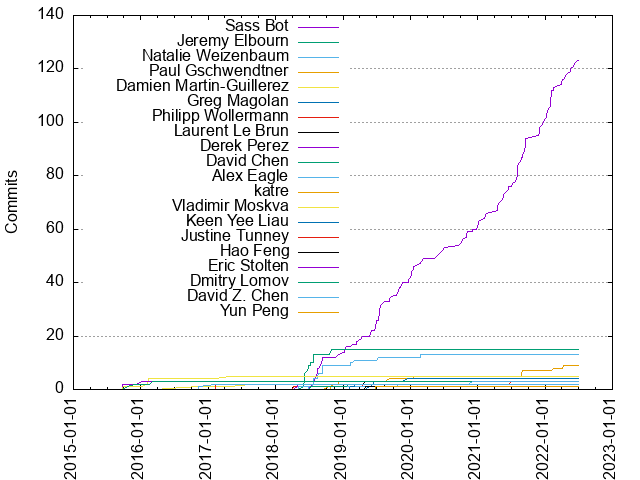 140
120
100
80
60
40
20
0
Commits
Sass Bot
Jeremy Elbourn
Natalie Weizenbaum
Paul Gschwendtner
Damien Martin-Guillerez
Greg Magolan
Philipp Wollermann
Laurent Le Brun
Derek Perez
David Chen
Alex Eagle
katre
Vladimir Moskva
Keen Yee Liau
Justine Tunney
Hao Feng
Eric Stolten
Dmitry Lomov
David Z. Chen
Yun Peng
2015-01-01
2016-01-01
2017-01-01
2018-01-01
2019-01-01
2020-01-01
2021-01-01
2022-01-01
2023-01-01